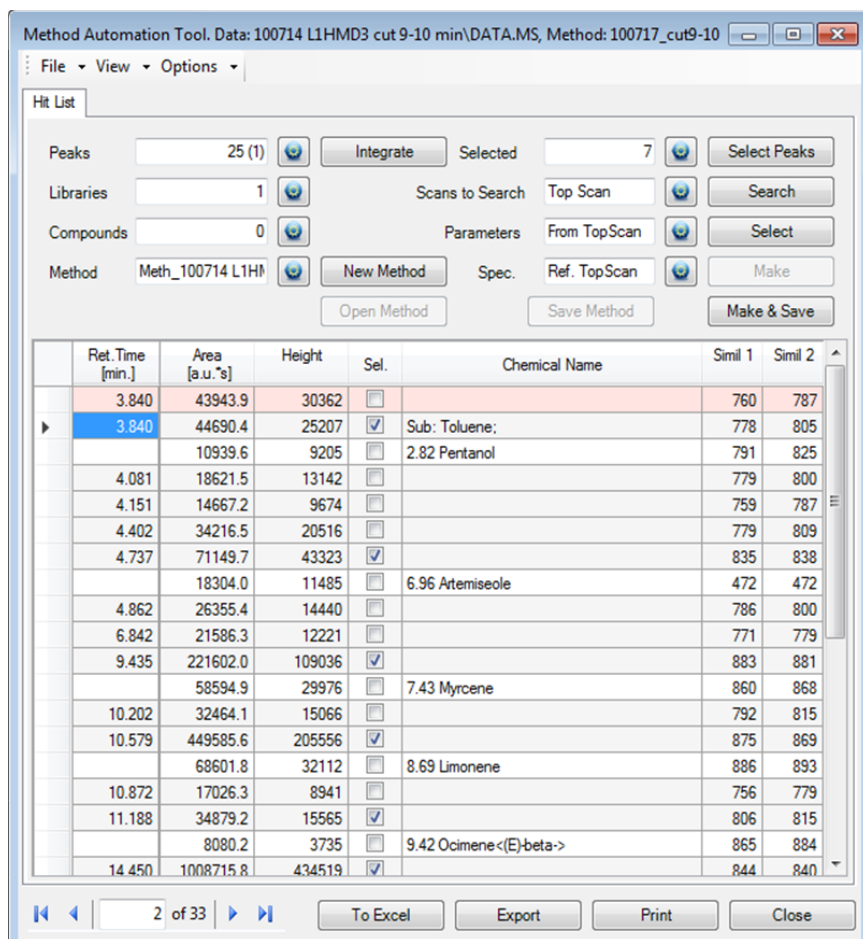 Method Automation Tool. Data: 100714 L1HMD3 cut 9-10 min\DATA.MS, Method: 100717_cut9-10
File View Options
Hit List
Peaks 25 (1) Integrate Selected 7 Select Peaks
Libraries 1 Scans to Search Top Scan Search
Compounds 0 Parameters From TopScan Select
Method Meth_100714 L1HM New Method Spec. Ref. TopScan Make
Open Method Save Method Make & Save
Ret.Time [min.] Area [a.u.*s] Height Sel. Chemical Name Simil 1 Simil 2
3.840 43943.9 30362 760 787
3.840 44690.4 25207 Sub: Toluene; 778 805
10939.6 9205 2.82 Pentanol 791 825
4.081 18621.5 13142 779 800
4.151 14667.2 9674 759 787
4.402 34216.5 20516 779 809
4.737 71149.7 43323 835 838
18304.0 11485 6.96 Artemiseole 472 472
4.862 26355.4 14440 786 800
6.842 21586.3 12221 771 779
9.435 221602.0 109036 883 881
58594.9 29976 7.43 Myrcene 860 868
10.202 32464.1 15066 792 815
10.579 449585.6 205556 875 869
68601.8 32112 8.69 Limonene 886 893
10.872 17026.3 8941 756 779
11.188 34879.2 15565 806 815
8080.2 3735 9.42 Ocimene<(E)-beta-> 865 884
14.450 1008715.8 434519 844 840
2 of 33 To Excel Export Print Close